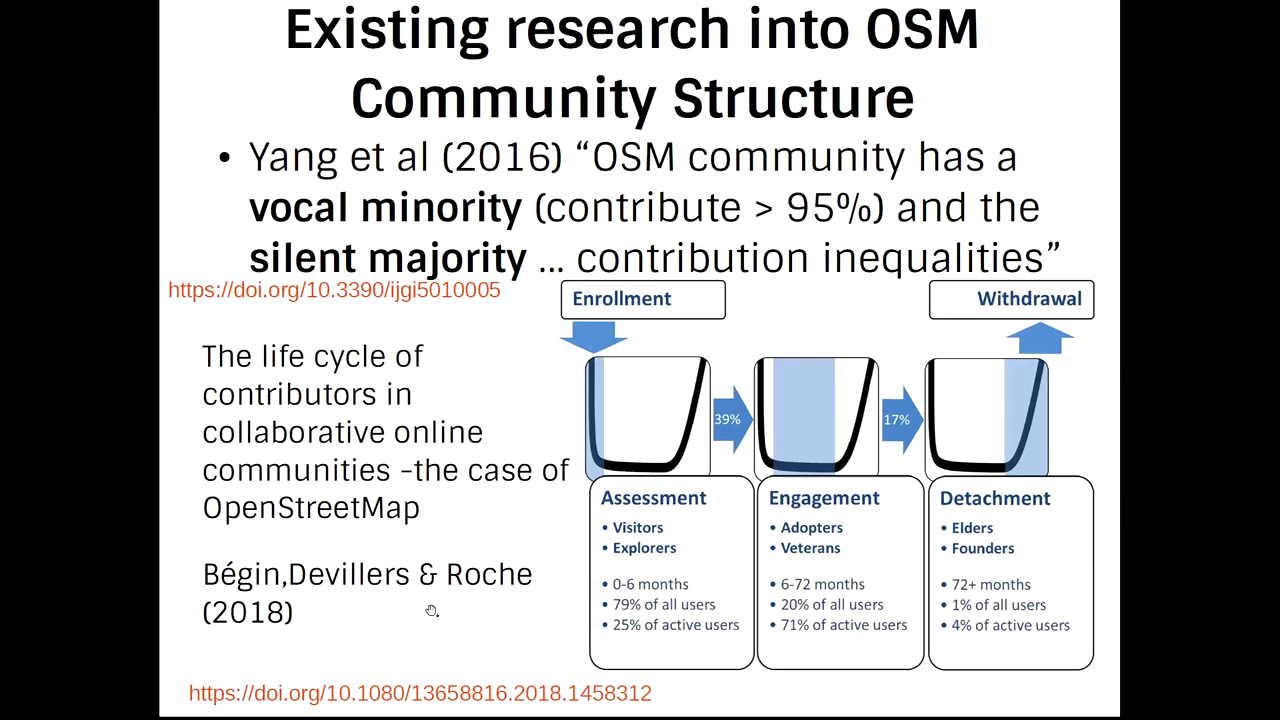 Existing research into OSM
Community Structure
• Yang et al (2016) “OSM community has a
vocal minority (contribute > 95%) and the
silent majority ... contribution inequalities”
https://doi.org/10.3390/ijgi5010005
The life cycle of
contributors in
collaborative online
communities -the case of
OpenStreetMap
Bégin,Devillers & Roche
(2018)
Enrollment
Withdrawal
39%
17%
Assessment
• Visitors
• Explorers
• 0-6 months
• 79% of all users
• 25% of active users
Engagement
• Adopters
• Veterans
• 6-72 months
• 20% of all users
• 71% of active users
Detachment
• Elders
• Founders
• 72+ months
• 1% of all users
• 4% of active users
https://doi.org/10.1080/13658816.2018.1458312